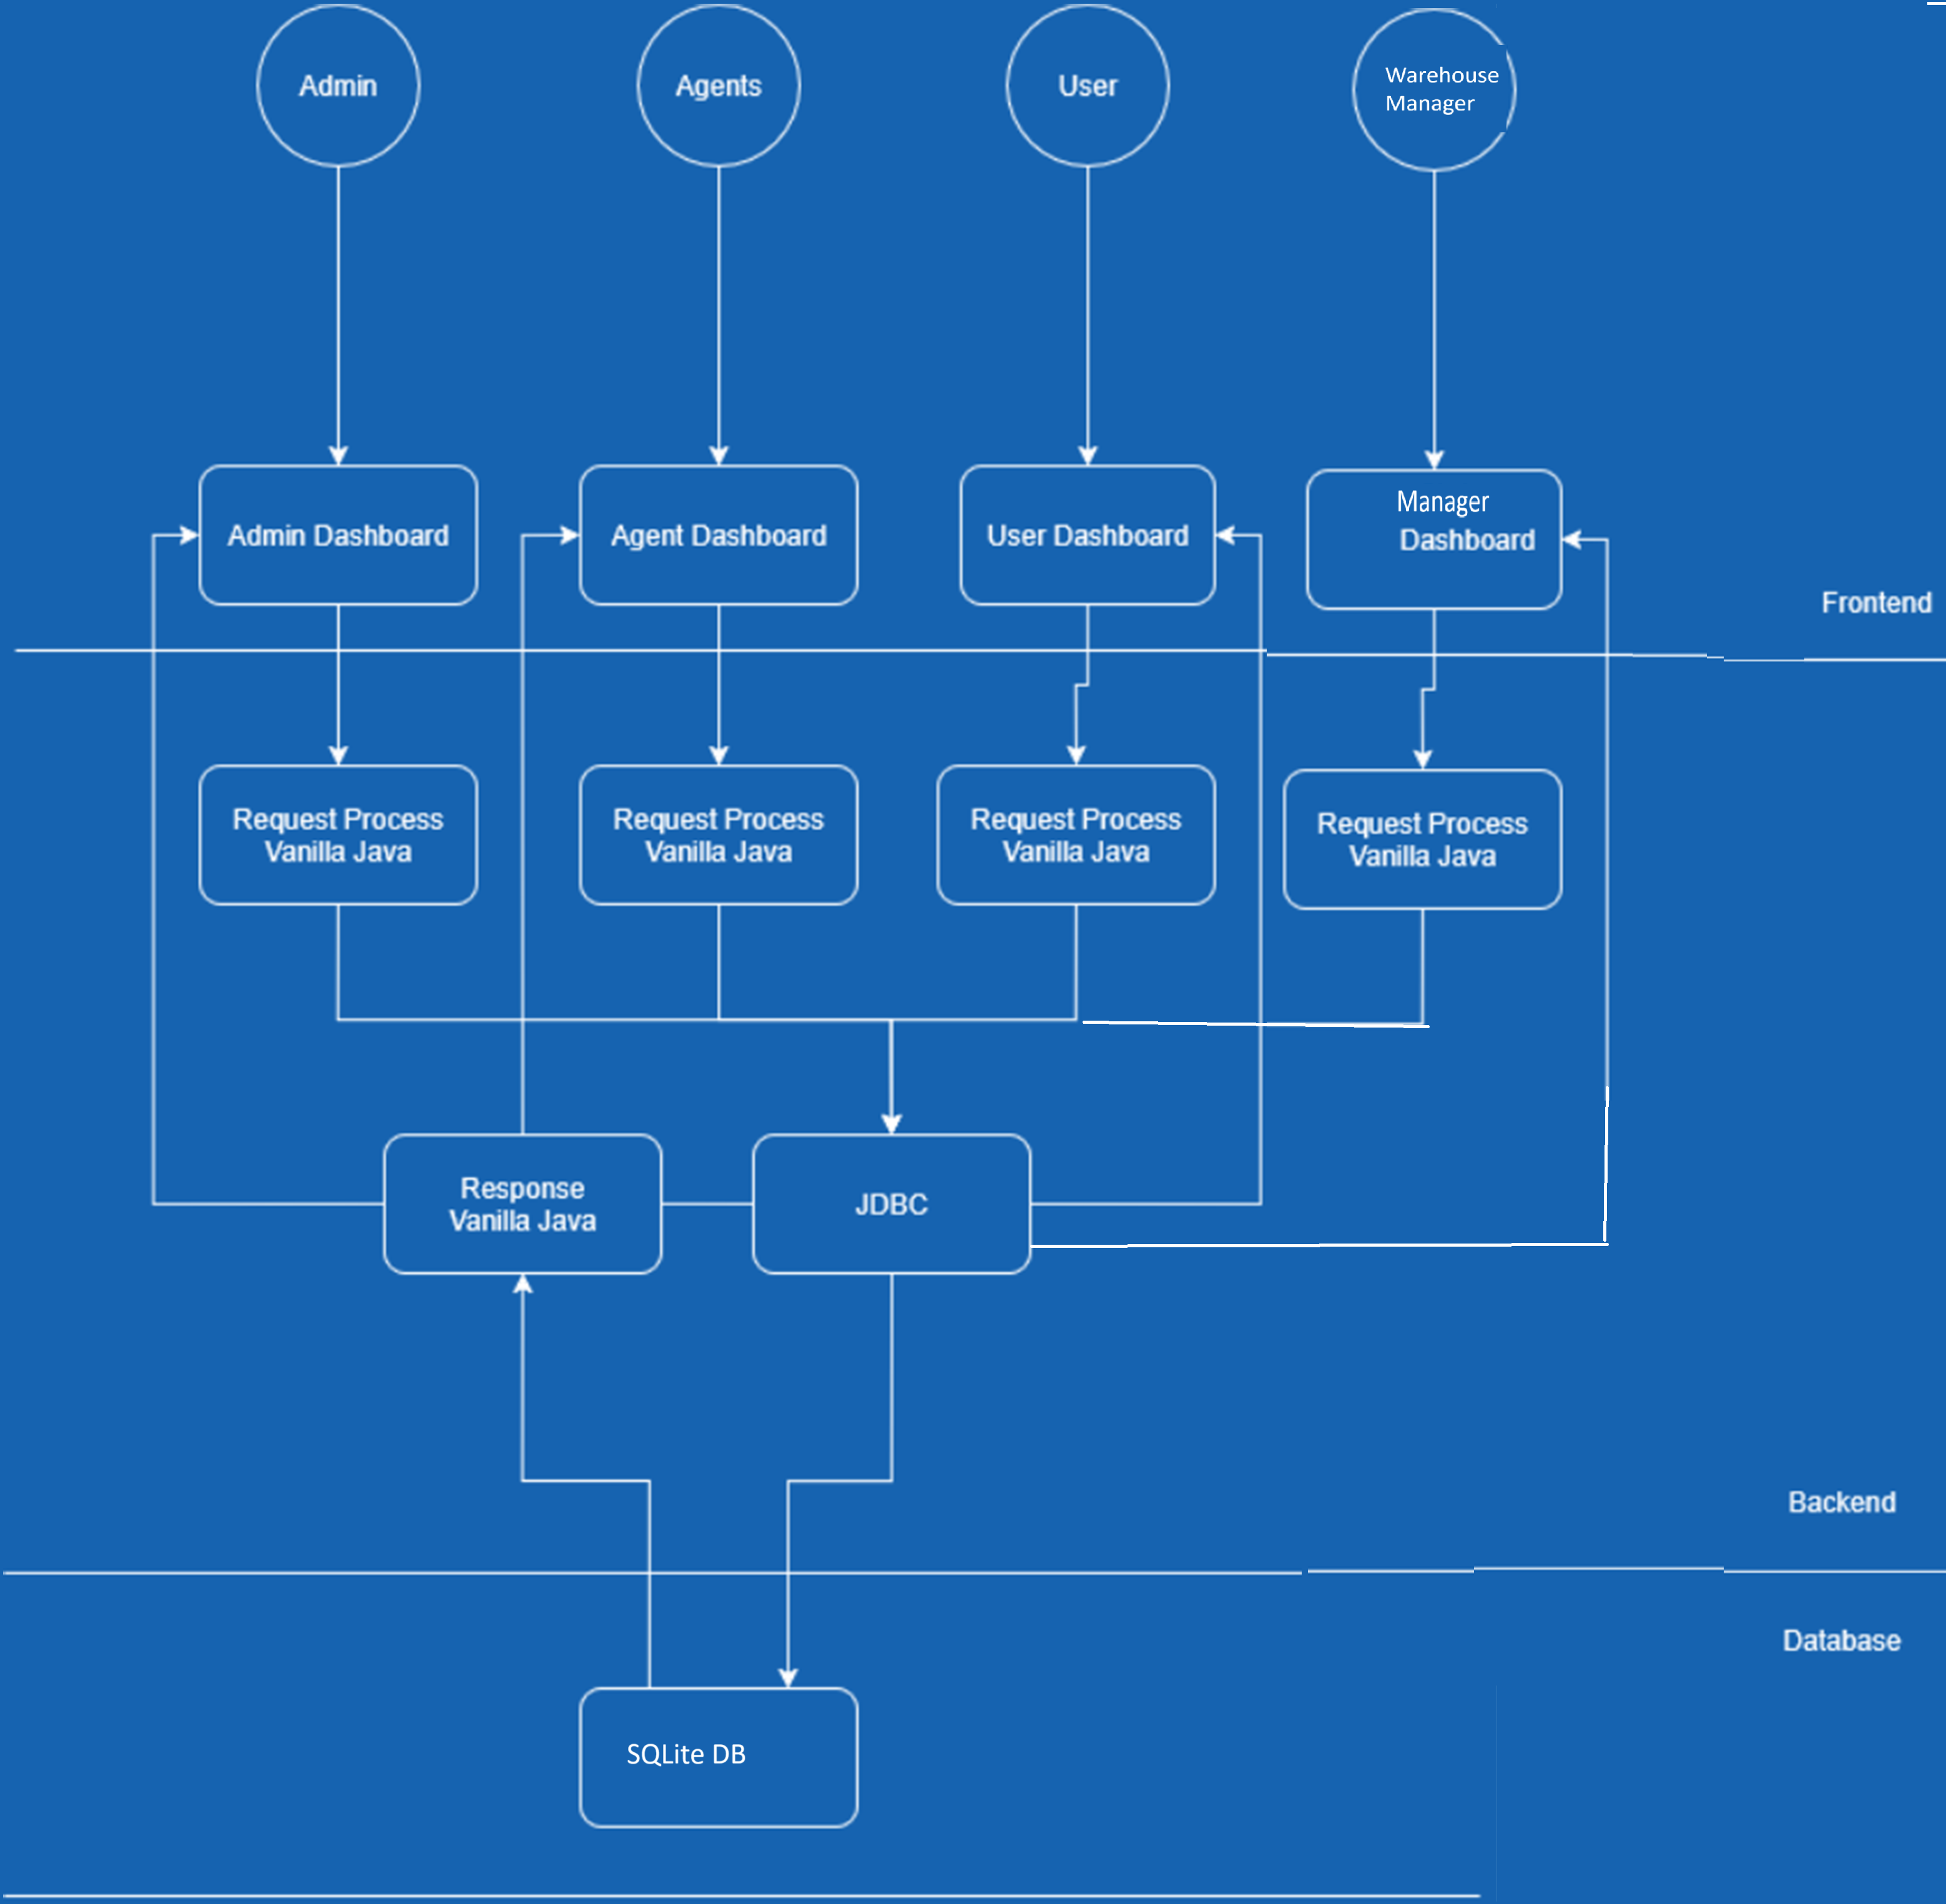 Admin
Agents
User
Warehouse
Manager
Admin Dashboard
Agent Dashboard
User Dashboard
Manager
Dashboard
Frontend
Request Process
Vanilla Java
Request Process
Vanilla Java
Request Process
Vanilla Java
Request Process
Vanilla Java
Response
Vanilla Java
JDBC
Backend
Database
SQLite DB